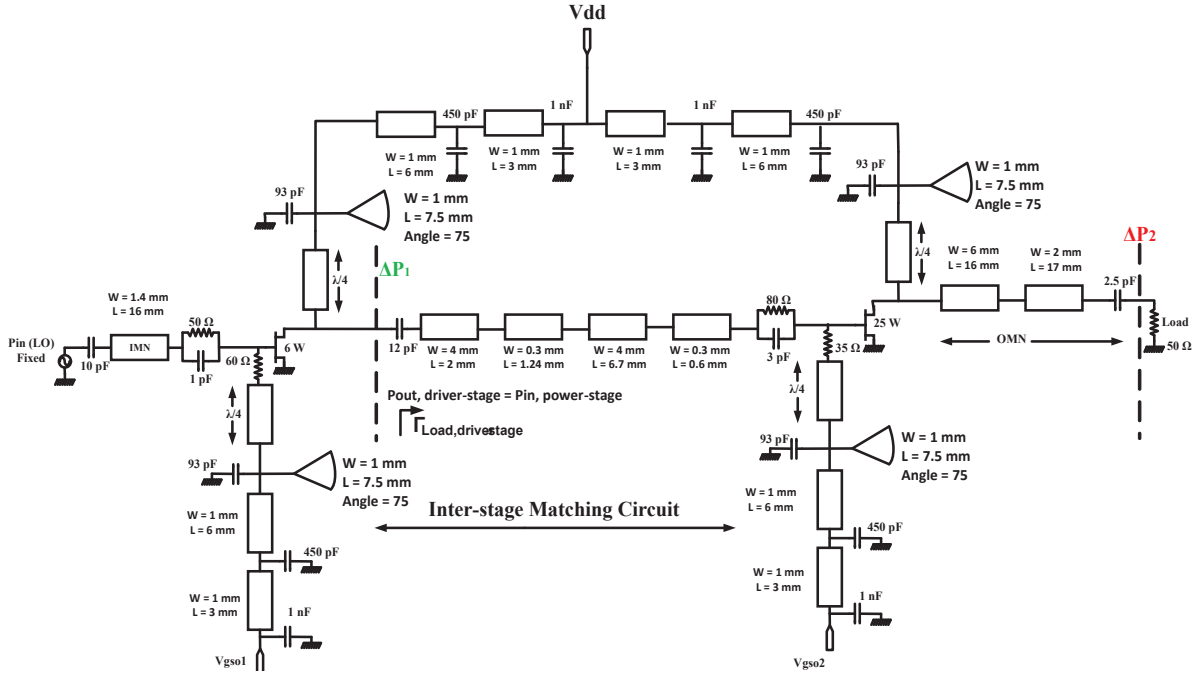 Vdd
450 pF
1 nF
1 nF
450 pF
W = 1 mm
L = 6 mm
W = 1 mm
L = 3 mm
W = 1 mm
L = 3 mm
W = 1 mm
L = 6 mm
93 pF
W = 1 mm
L = 7.5 mm
Angle = 75
93 pF
W = 1 mm
L = 7.5 mm
Angle = 75
λ/4
ΔP1
λ/4
W = 6 mm
L = 16 mm
W = 2 mm
L = 17 mm
ΔP2
2.5 pF
W = 1.4 mm
L = 16 mm
50 Ω
80 Ω
Pin (LO)
Fixed
10 pF
IMN
1 pF
60 Ω
6 W
12 pF
W = 4 mm
L = 2 mm
W = 0.3 mm
L = 1.24 mm
W = 4 mm
L = 6.7 mm
W = 0.3 mm
L = 0.6 mm
3 pF
35 Ω
25 W
OMN
Load
50 Ω
λ/4
Pout, driver-stage = Pin, power-stage
Γ Load,driver-stage
λ/4
93 pF
W = 1 mm
L = 7.5 mm
Angle = 75
93 pF
W = 1 mm
L = 7.5 mm
Angle = 75
W = 1 mm
L = 6 mm
Inter-stage Matching Circuit
W = 1 mm
L = 6 mm
450 pF
450 pF
W = 1 mm
L = 3 mm
1 nF
W = 1 mm
L = 3 mm
1 nF
Vgso1
Vgso2